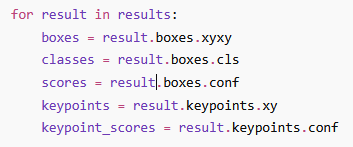 for result in results:
    boxes = result.boxes.xyxy
    classes = result.boxes.cls
    scores = result.boxes.conf
    keypoints = result.keypoints.xy
    keypoint_scores = result.keypoints.conf